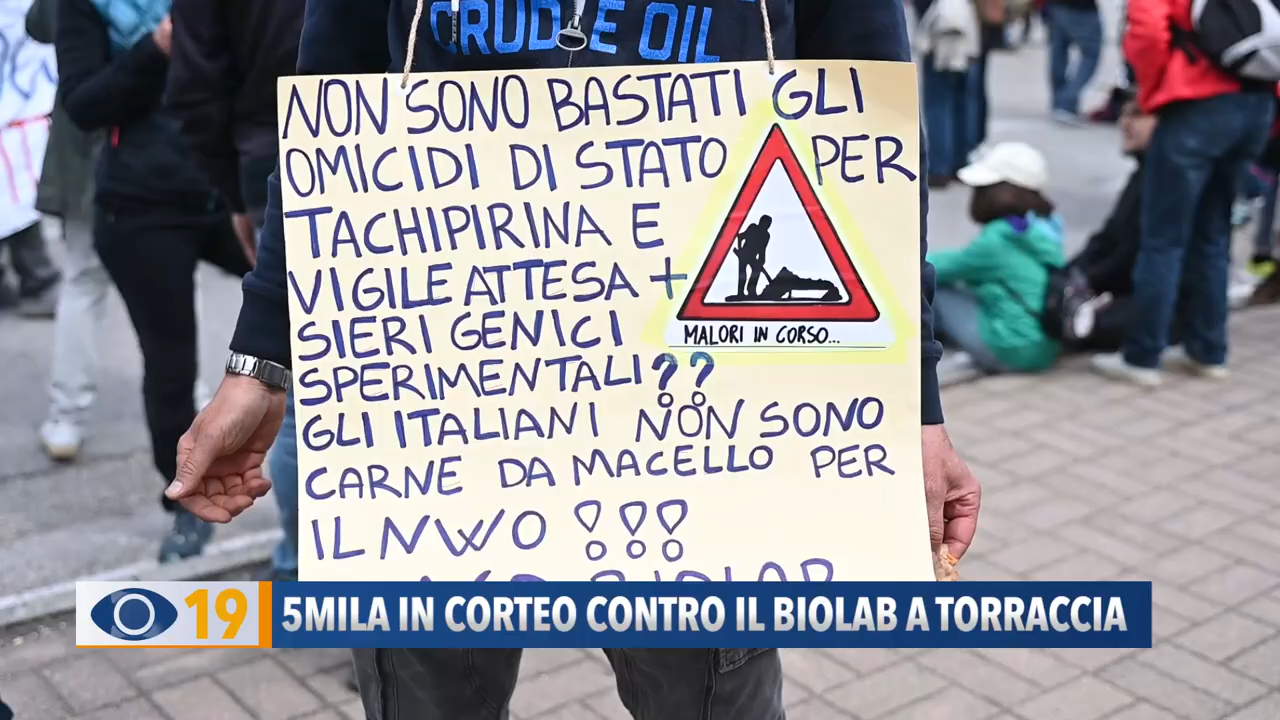 CRUDE OIL
NON SONO BASTATI GLI
OMICIDI DI STATO PER
TACHIPIRINA E
VIGILE ATTESA +
SIERI GENICI
SPERIMENTALI??
MALORI IN CORSO...
GLI ITALIANI NON SONO
CARNE DA MACELLO PER
IL NWO !!!
BIOLAB
19 5MILA IN CORTEO CONTRO IL BIOLAB A TORRACCIA